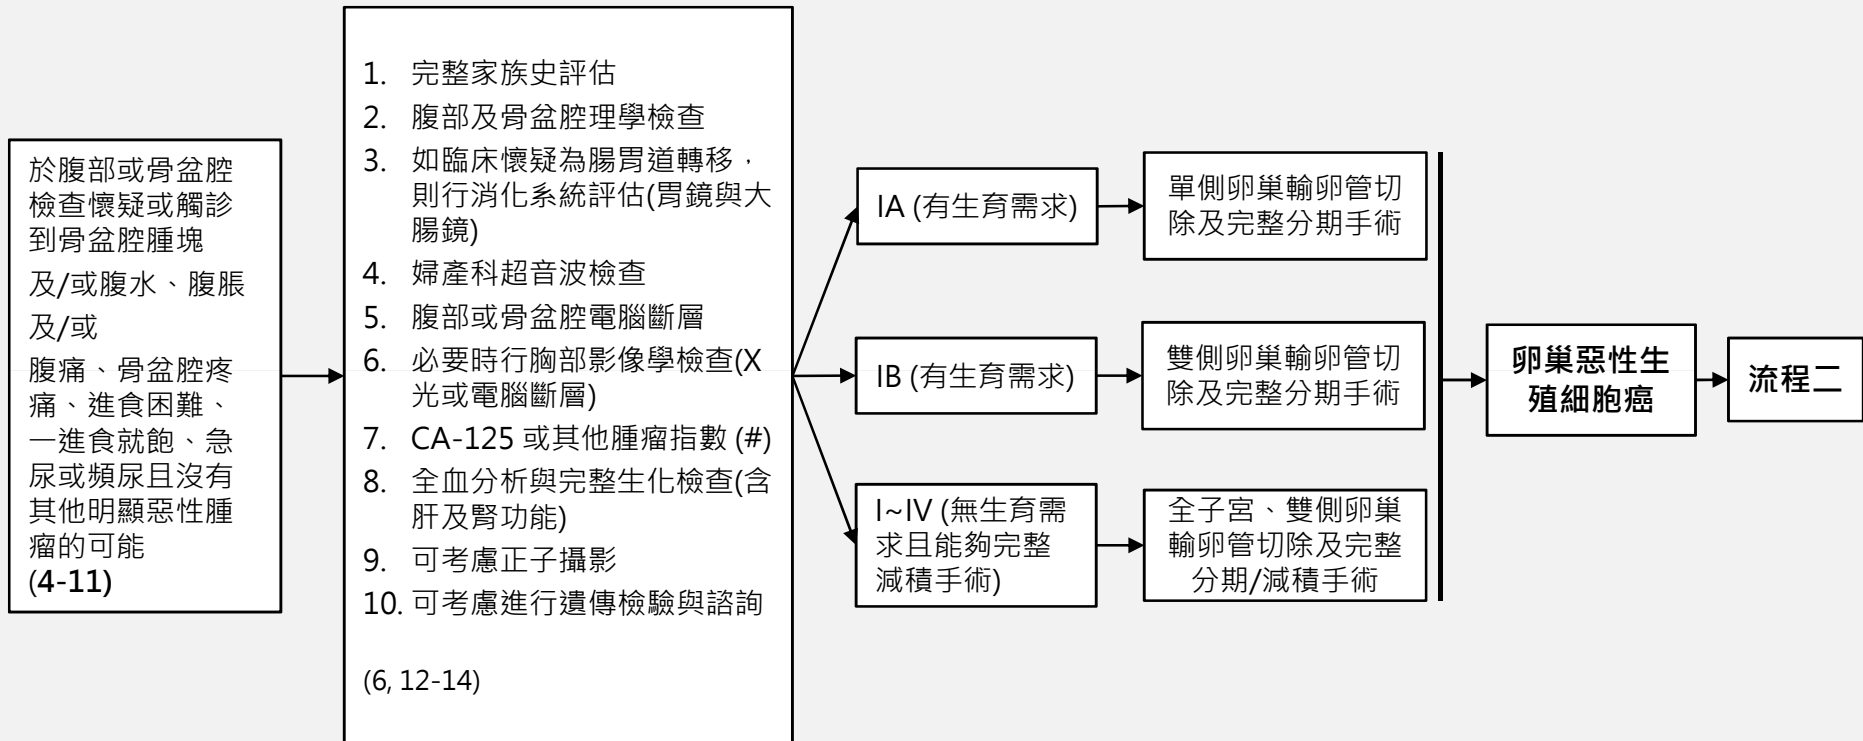 於腹部或骨盆腔
檢查懷疑或觸診
到骨盆腔腫塊
及/或腹水、腹脹
及/或
腹痛、骨盆腔疼
痛、進食困難、
一進食就飽、急
尿或頻尿且沒有
其他明顯惡性腫
瘤的可能
(4-11)
1. 完整家族史評估
2. 腹部及骨盆腔理學檢查
3. 如臨床懷疑為腸胃道轉移，
則行消化系統評估(胃鏡與大
腸鏡)
4. 婦產科超音波檢查
5. 腹部或骨盆腔電腦斷層
6. 必要時行胸部影像學檢查(X
光或電腦斷層)
7. CA-125 或其他腫瘤指數 (#)
8. 全血分析與完整生化檢查(含
肝及腎功能)
9. 可考慮正子攝影
10. 可考慮進行遺傳檢驗與諮詢
(6, 12-14)
IA (有生育需求)
單側卵巢輸卵管切
除及完整分期手術
IB (有生育需求)
雙側卵巢輸卵管切
除及完整分期手術
I~IV (無生育需
求且能夠完整
減積手術)
全子宮、雙側卵巢
輸卵管切除及完整
分期/減積手術
卵巢惡性生
殖細胞癌
流程二